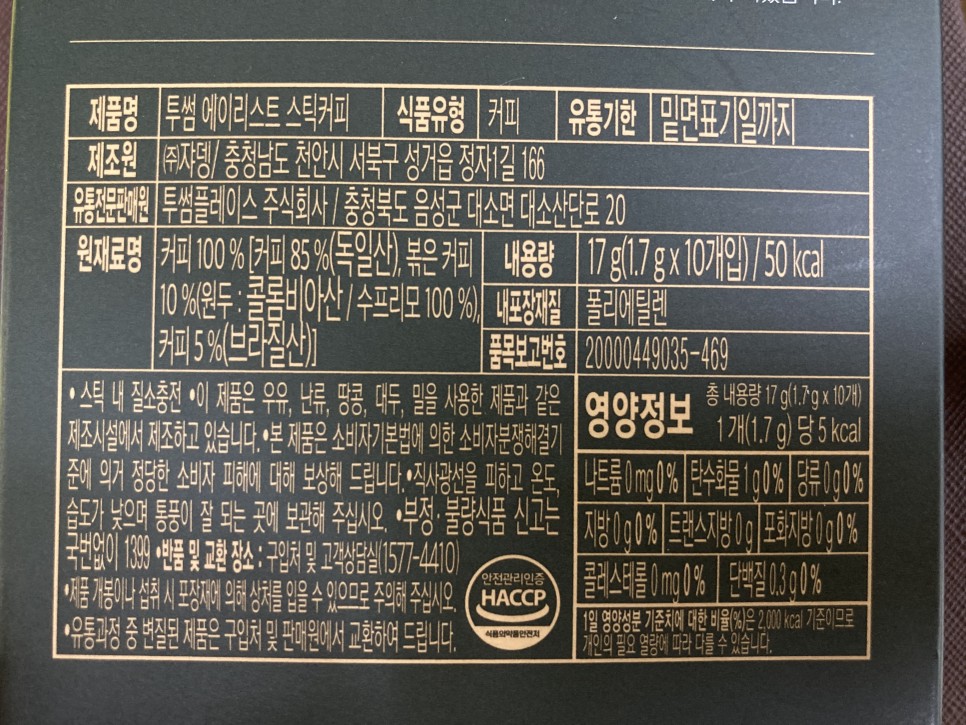 제품명 투썸 에이리스트 스틱커피 식품유형 커피 유통기한 밑면표기일까지
제조원 ㈜쟈뎅/ 충청남도 천안시 서북구 성거읍 정자1길 166
유통전문판매원 투썸플레이스 주식회사 / 충청북도 음성군 대소면 대소산단로 20
원재료명 커피 100 % [커피 85 %(독일산), 볶은 커피
10 %(원두 : 콜롬비아산 / 수프리모 100 %),
커피 5 %(브라질산)]
내용량 17 g(1.7 g x 10개입) / 50 kcal
내포장재질 폴리에틸렌
품목보고번호 20000449035-469
•스틱 내 질소충전 •이 제품은 우유, 난류, 땅콩, 대두, 밀을 사용한 제품과 같은
제조시설에서 제조하고 있습니다. •본 제품은 소비자기본법에 의한 소비자분쟁해결기
준에 의거 정당한 소비자 피해에 대해 보상해 드립니다. •직사광선을 피하고 온도,
습도가 낮으며 통풍이 잘 되는 곳에 보관해 주십시오. •부정·불량식품 신고는
국번없이 1399 •반품 및 교환 장소 : 구입처 및 고객상담실(1577-4410)
•제품 개봉이나 섭취 시 포장재에 의해 상처를 입을 수 있으므로 주의해 주십시오.
•유통과정 중 변질된 제품은 구입처 및 판매원에서 교환하여 드립니다.
안전관리인증
HACCP
식품의약품안전처
영양정보 총 내용량 17 g(1.7 g x 10개)
1개(1.7 g) 당 5 kcal
나트륨 0 mg 0% 탄수화물 1 g 0% 당류 0 g 0%
지방 0 g 0% 트랜스지방 0 g 포화지방 0 g 0%
콜레스테롤 0 mg 0% 단백질 0.3 g 0%
1일 영양성분 기준치에 대한 비율(%)은 2,000 kcal 기준이므로
개인의 필요 열량에 따라 다를 수 있습니다.